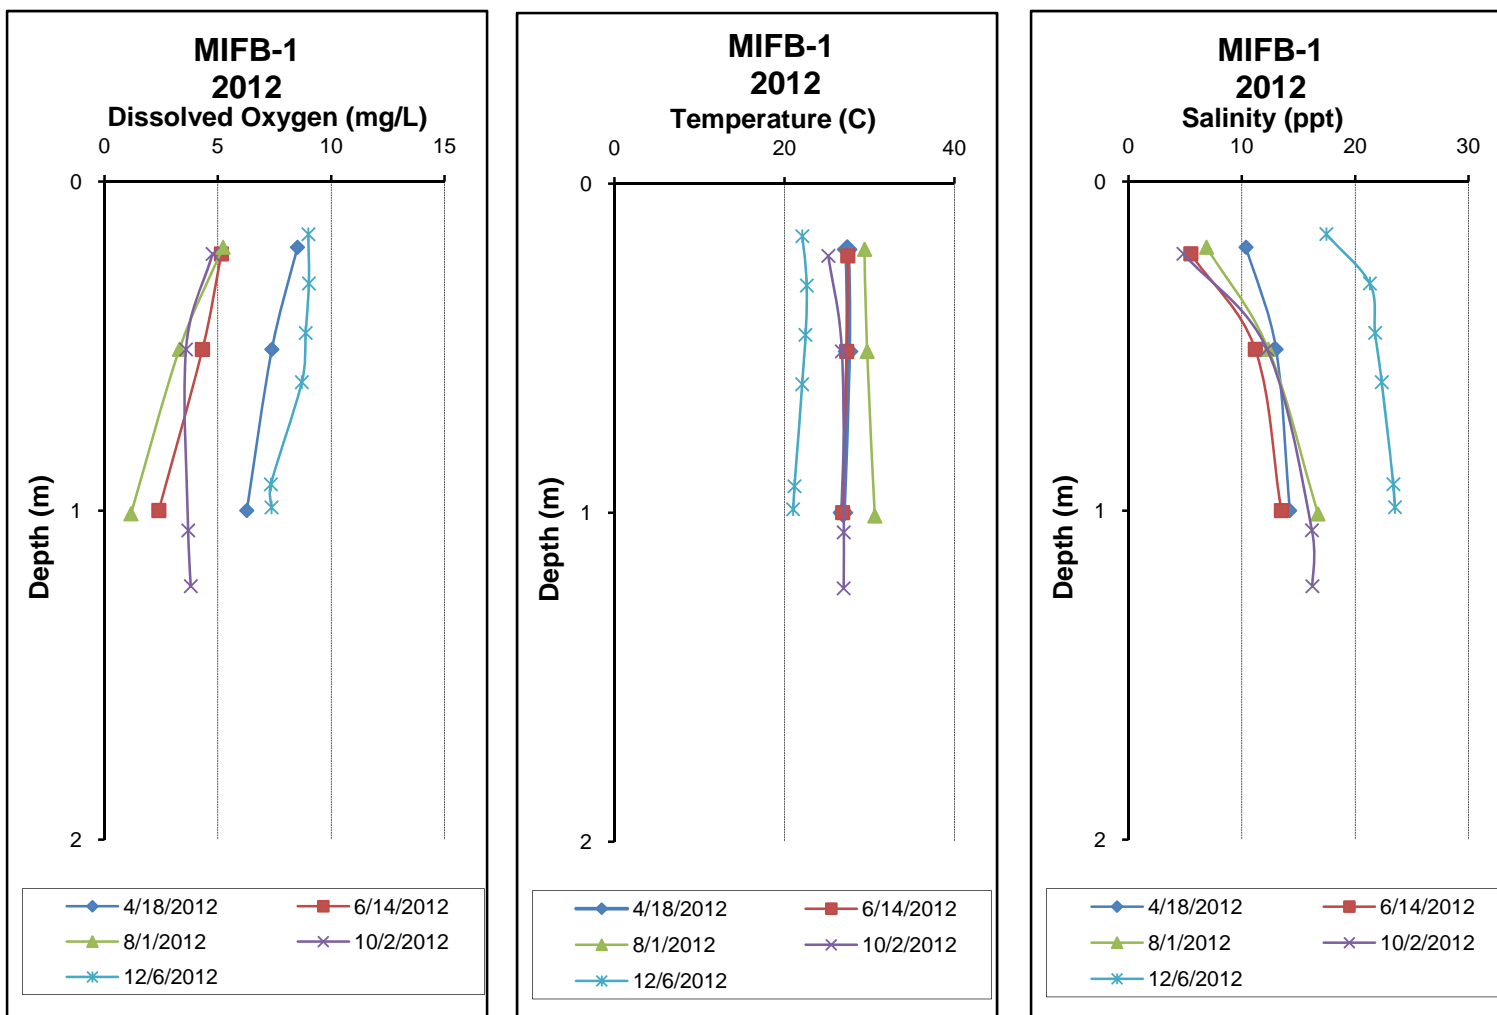 MIFB-1
2012
Dissolved Oxygen (mg/L)
0 5 10 15
0
1
2
Depth (m)
4/18/2012 6/14/2012
8/1/2012 10/2/2012
12/6/2012
MIFB-1
2012
Temperature (C)
0 20 40
0
1
2
Depth (m)
4/18/2012 6/14/2012
8/1/2012 10/2/2012
12/6/2012
MIFB-1
2012
Salinity (ppt)
0 10 20 30
0
1
2
Depth (m)
4/18/2012 6/14/2012
8/1/2012 10/2/2012
12/6/2012